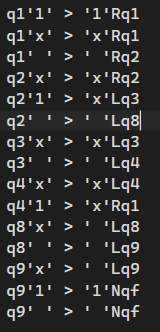 q1'1' > '1'Rq1
q1'x' > 'x'Rq1
q1' ' > ' 'Rq2
q2'x' > 'x'Rq2
q2'1' > 'x'Lq3
q2' ' > ' 'Lq8
q3'x' > 'x'Lq3
q3' ' > ' 'Lq4
q4'x' > 'x'Lq4
q4'1' > 'x'Rq1
q8'x' > ' 'Lq8
q8' ' > ' 'Lq9
q9'x' > ' 'Lq9
q9'1' > '1'Nqf
q9' ' > ' 'Nqf